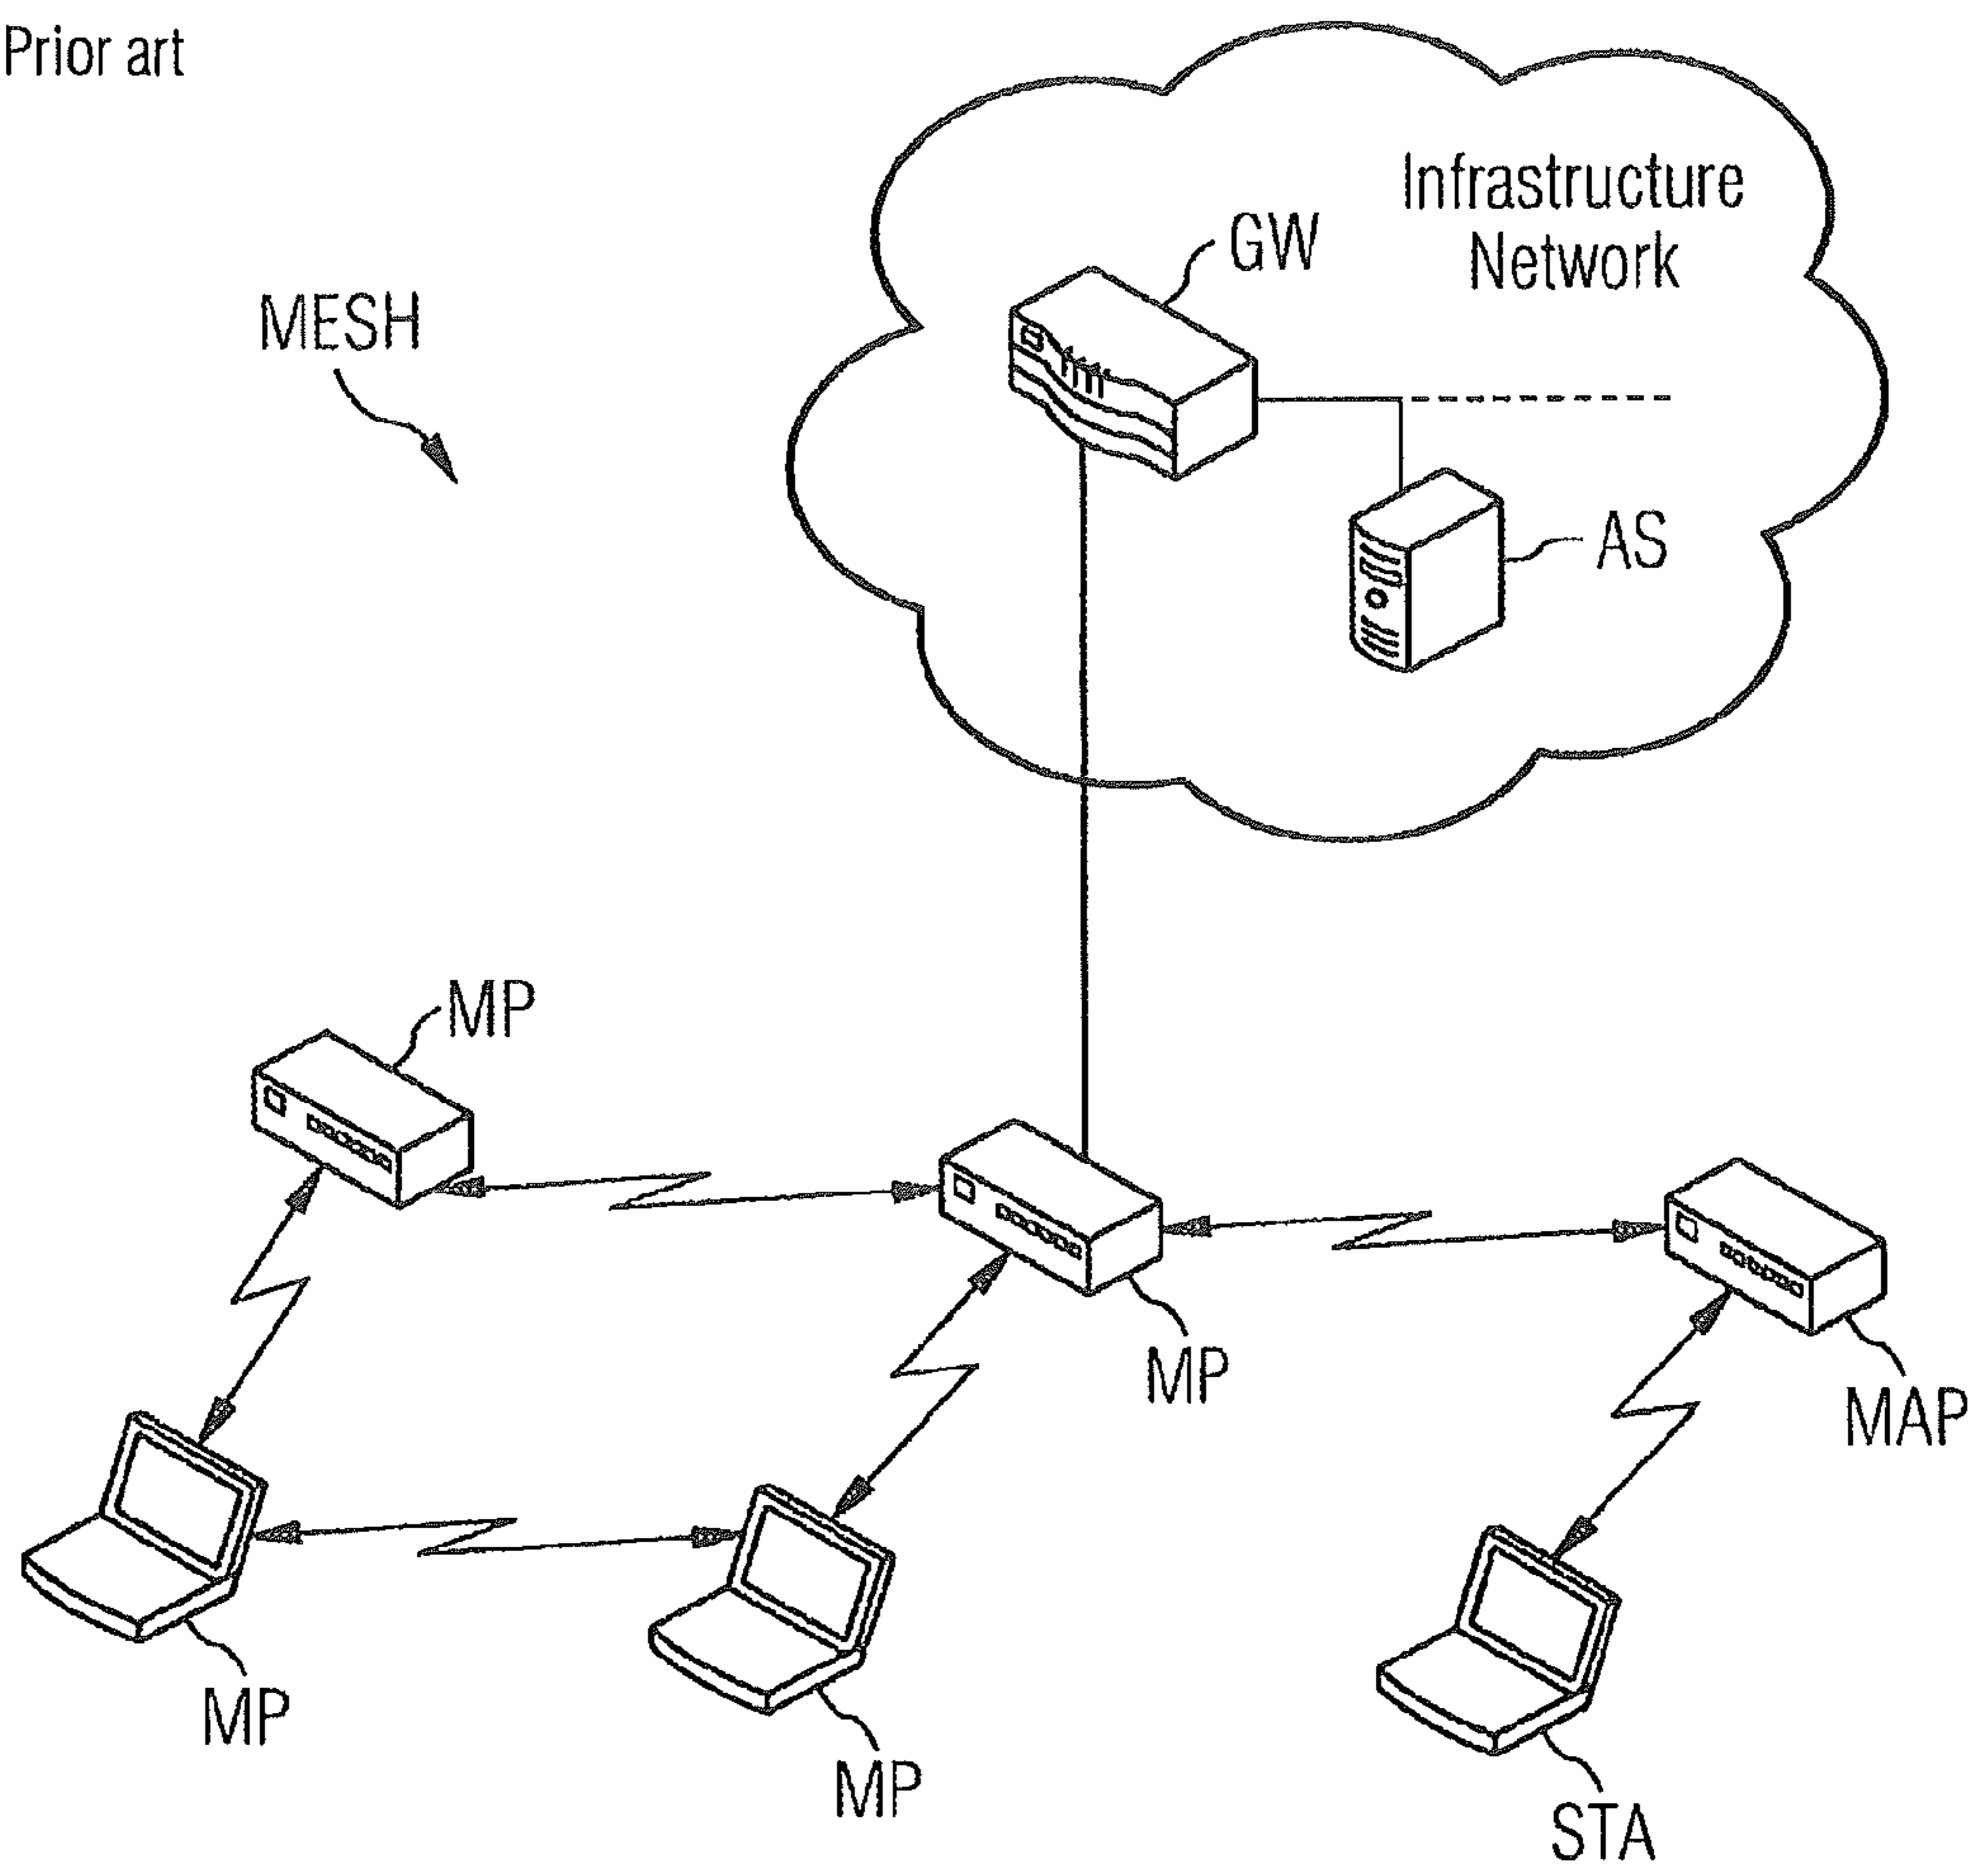 Prior art
Infrastructure
Network
GW
MESH
AS
MP
MP
MAP
MP
MP
STA